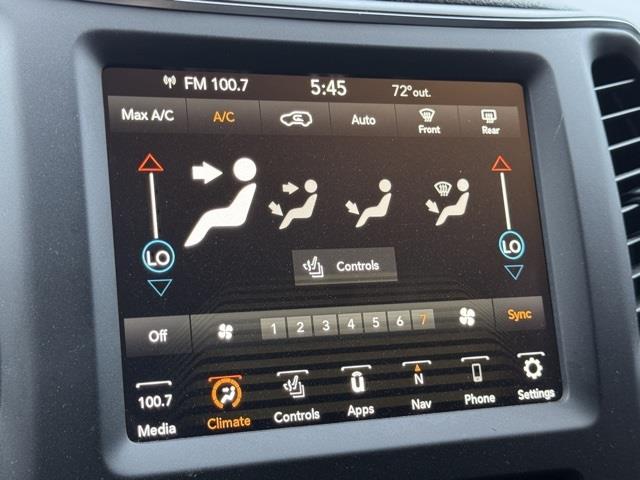 FM 100.7 5:45 72° out.
Max A/C A/C Auto Front Rear
LO LO
Controls
Off 1 2 3 4 5 6 7 Sync
100.7 N
Media Climate Controls Apps Nav Phone Settings